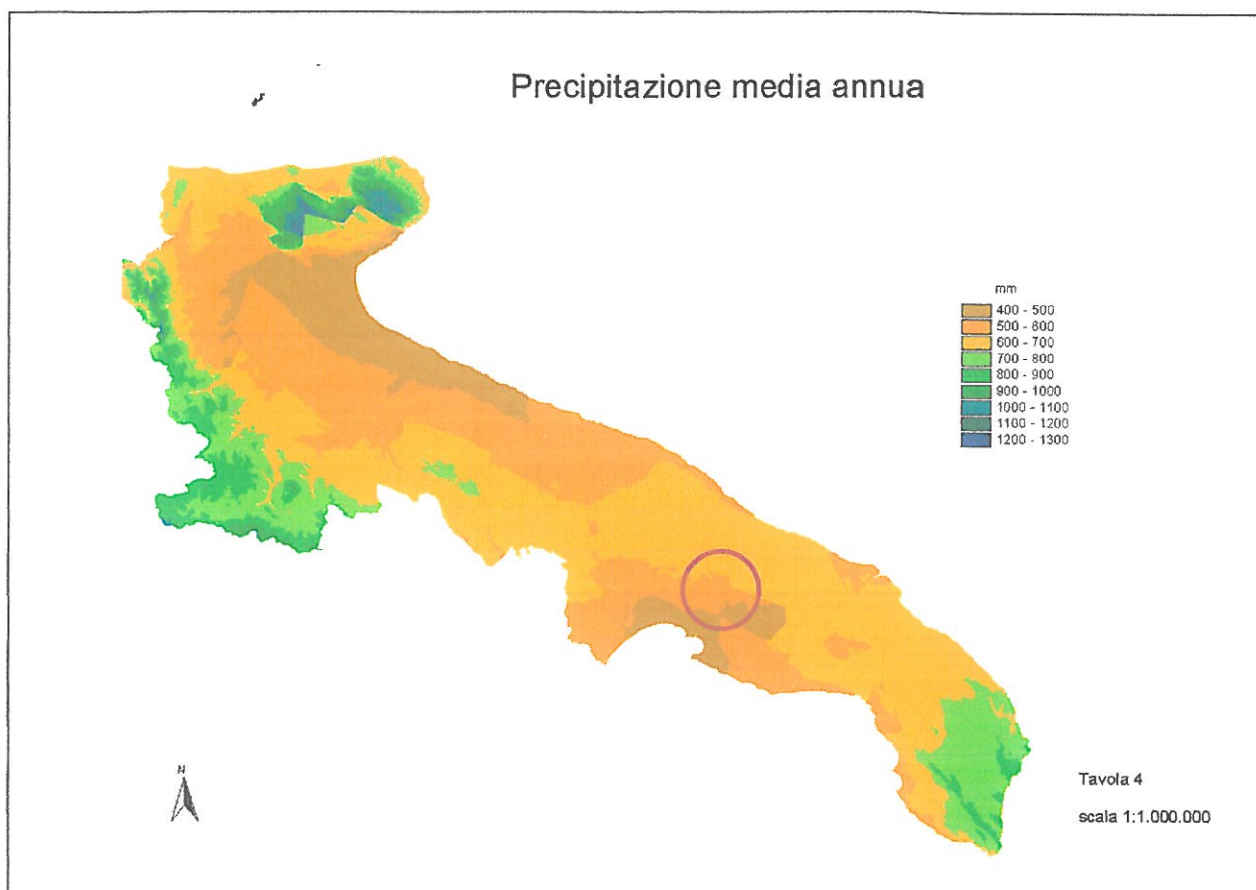 Precipitazione media annua
mm
400 - 500
500 - 600
600 - 700
700 - 800
800 - 900
900 - 1000
1000 - 1100
1100 - 1200
1200 - 1300
N
Tavola 4
scala 1:1.000.000